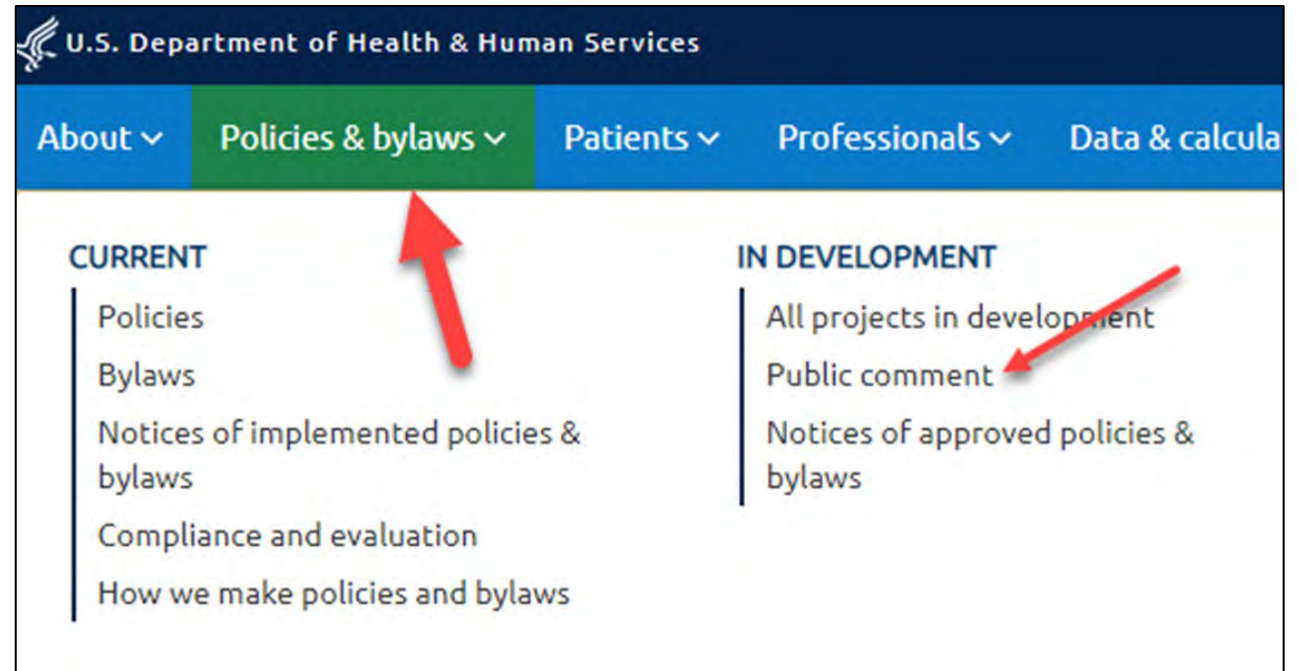 U.S. Department of Health & Human Services
About Policies & bylaws Patients Professionals Data & calcula
CURRENT
Policies
Bylaws
Notices of implemented policies &
bylaws
Compliance and evaluation
How we make policies and bylaws
IN DEVELOPMENT
All projects in development
Public comment
Notices of approved policies &
bylaws